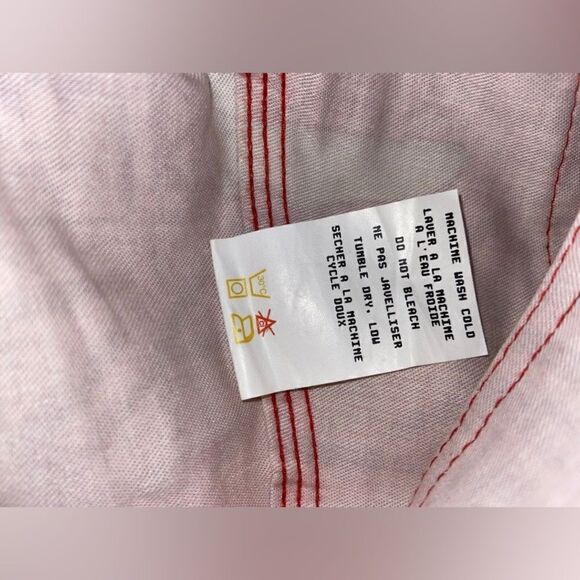 MACHINE WASH COLD
LAVER A LA MACHINE
A L'EAU FROIDE
DO NOT BLEACH
NE PAS JAVELLISER
TUMBLE DRY, LOW
SECHER A LA MACHINE
CYCLE DOUX
30°C